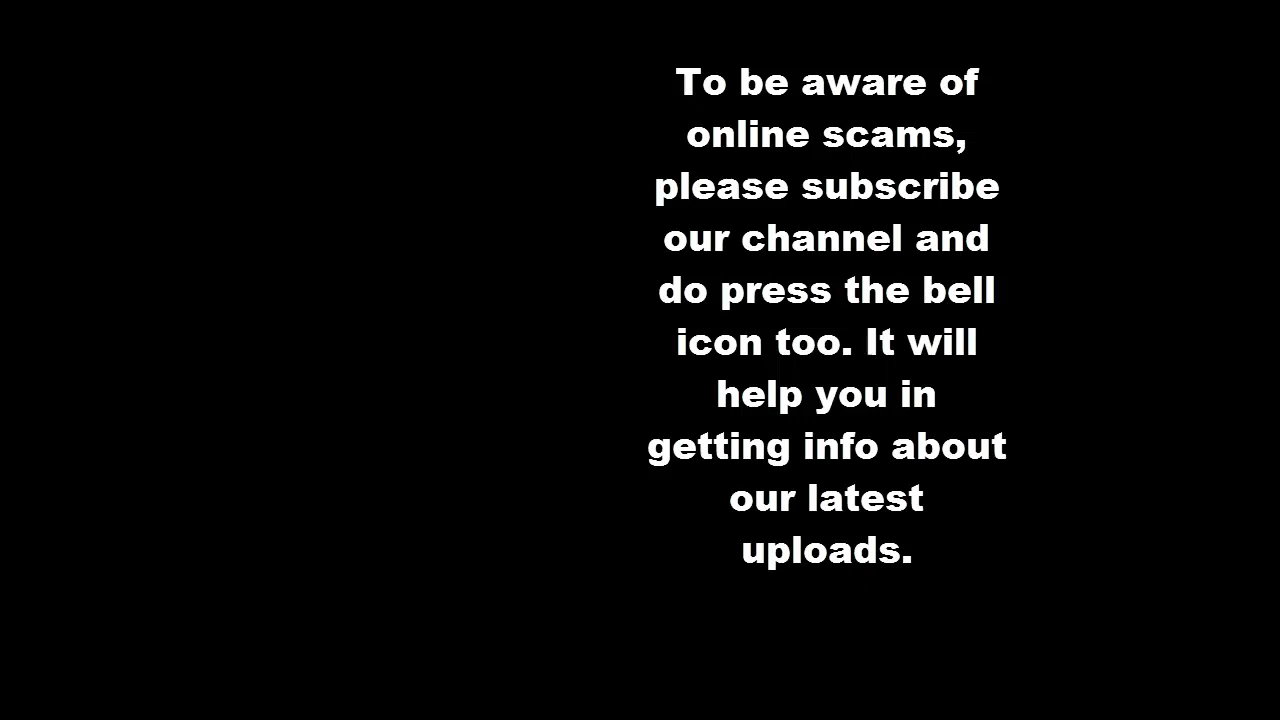 To be aware of
online scams,
please subscribe
our channel and
do press the bell
icon too. It will
help you in
getting info about
our latest
uploads.